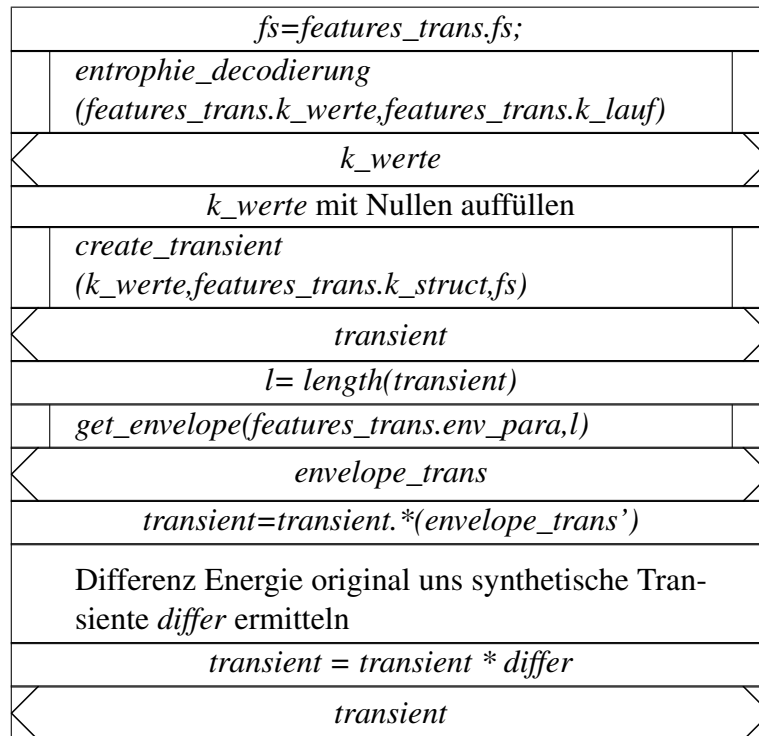 fs=features_trans.fs;
entrophie_decodierung
(features_trans.k_werte,features_trans.k_lauf)
k_werte
k_werte mit Nullen auffüllen
create_transient
(k_werte,features_trans.k_struct,fs)
transient
l= length(transient)
get_envelope(features_trans.env_para,l)
envelope_trans
transient=transient.*(envelope_trans’)
Differenz Energie original uns synthetische Tran-
siente differ ermitteln
transient = transient * differ
transient